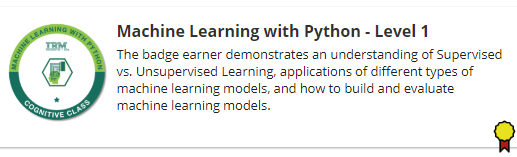 Machine Learning with Python - Level 1
The badge earner demonstrates an understanding of Supervised
vs. Unsupervised Learning, applications of different types of
machine learning models, and how to build and evaluate
machine learning models.
MACHINE LEARNING WITH PYTHON
IBM
COGNITIVE CLASS